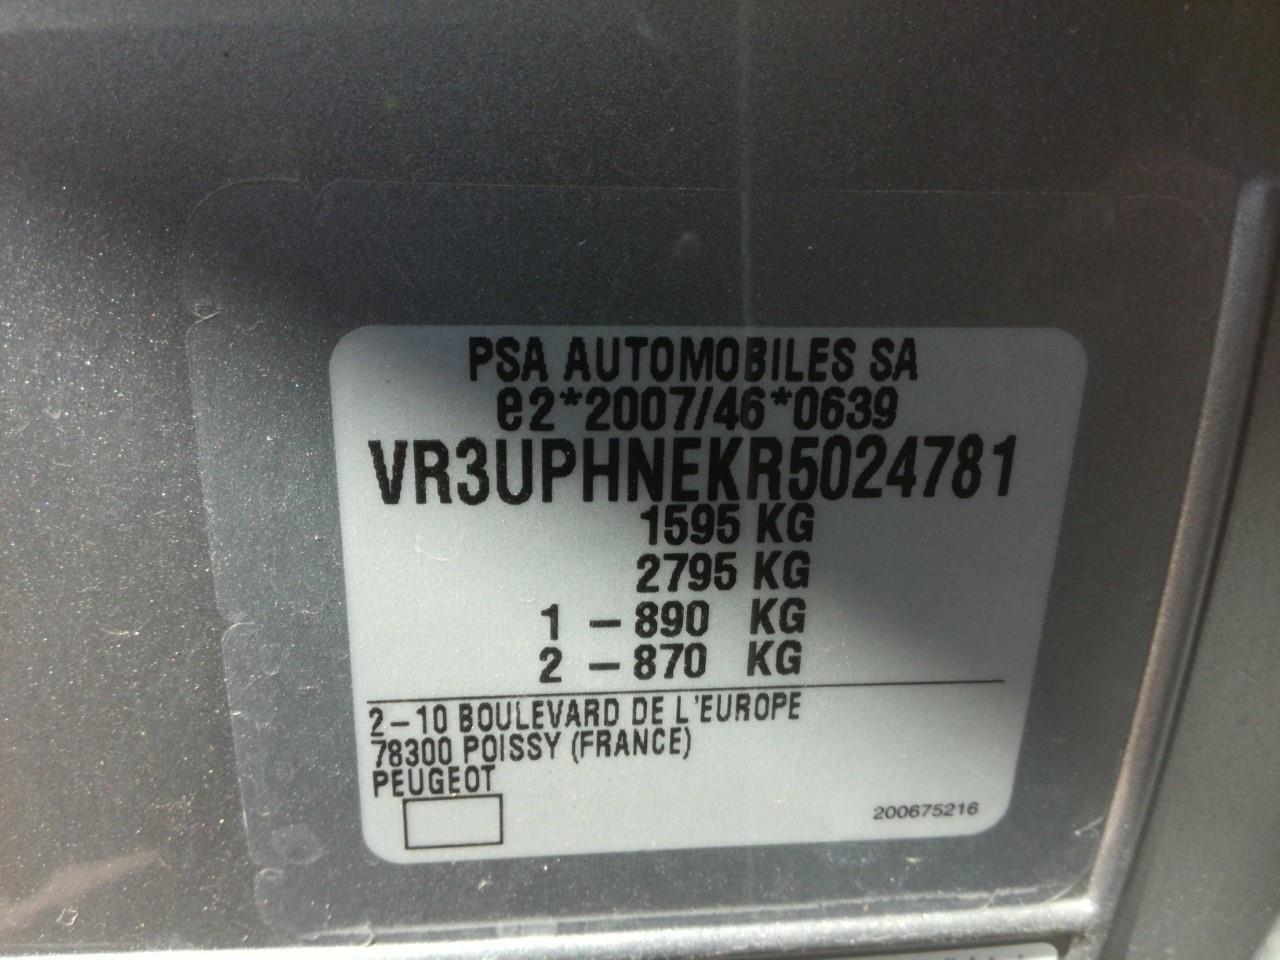 PSA AUTOMOBILES SA
e2*2007/46*0639
VR3UPHNEKR5024781
1595 KG
2795 KG
1 – 890 KG
2 – 870 KG
2–10 BOULEVARD DE L'EUROPE
78300 POISSY (FRANCE)
PEUGEOT
200675216